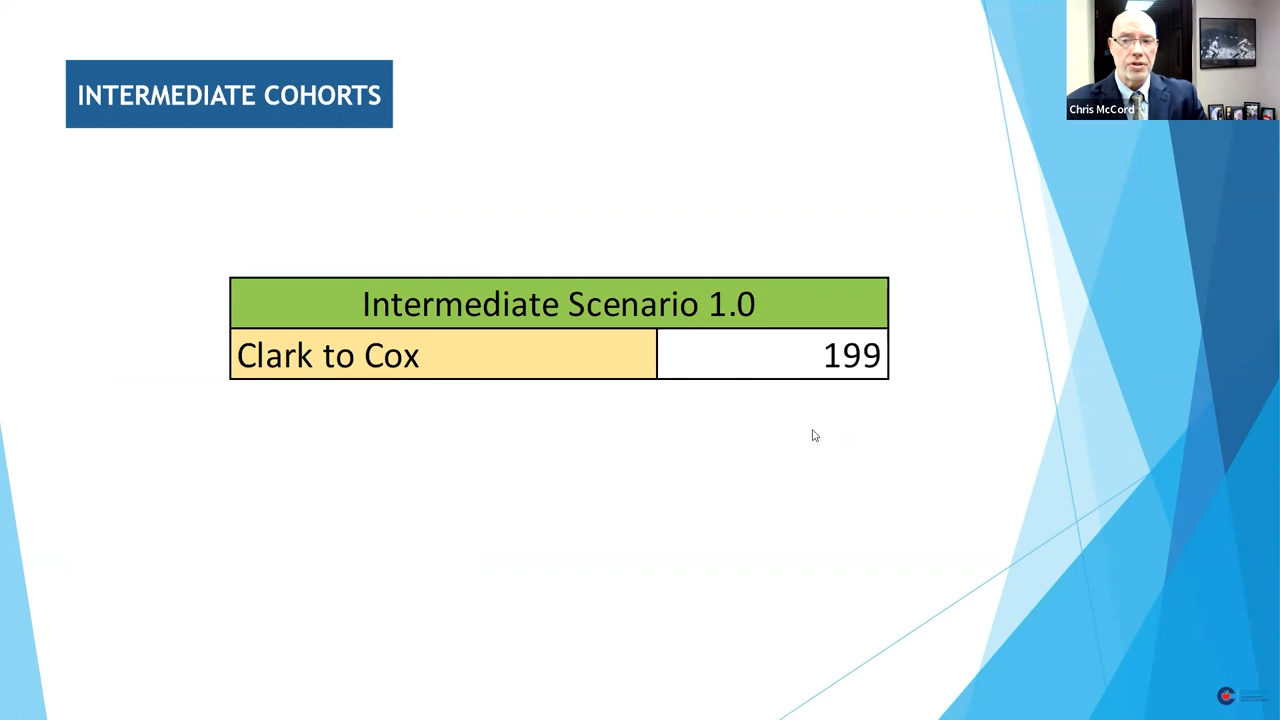 INTERMEDIATE COHORTS
Chris McCord
Intermediate Scenario 1.0
Clark to Cox 199